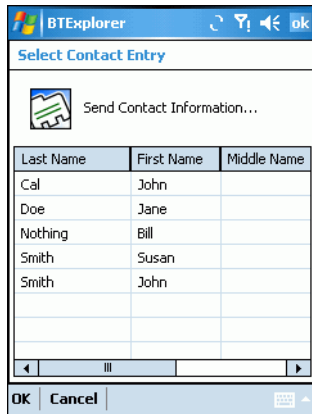 BTExplorer ok
Select Contact Entry
Send Contact Information...
Last Name First Name Middle Name
Cal John
Doe Jane
Nothing Bill
Smith Susan
Smith John
OK Cancel